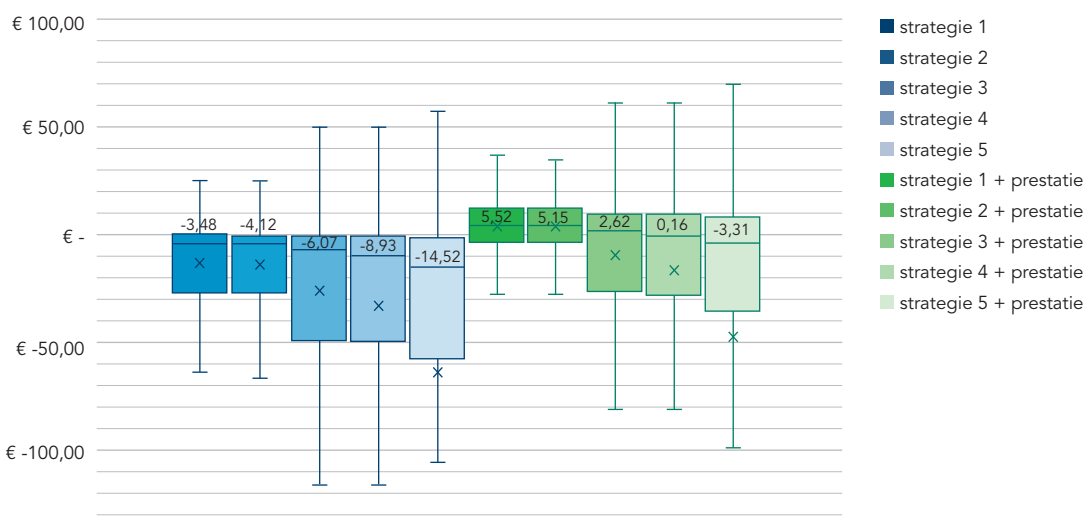 € 100,00
€ 50,00
€ -
€ -50,00
€ -100,00
-3,48
-4,12
-6,07
-8,93
-14,52
5,52
5,15
2,62
0,16
-3,31
strategie 1
strategie 2
strategie 3
strategie 4
strategie 5
strategie 1 + prestatie
strategie 2 + prestatie
strategie 3 + prestatie
strategie 4 + prestatie
strategie 5 + prestatie